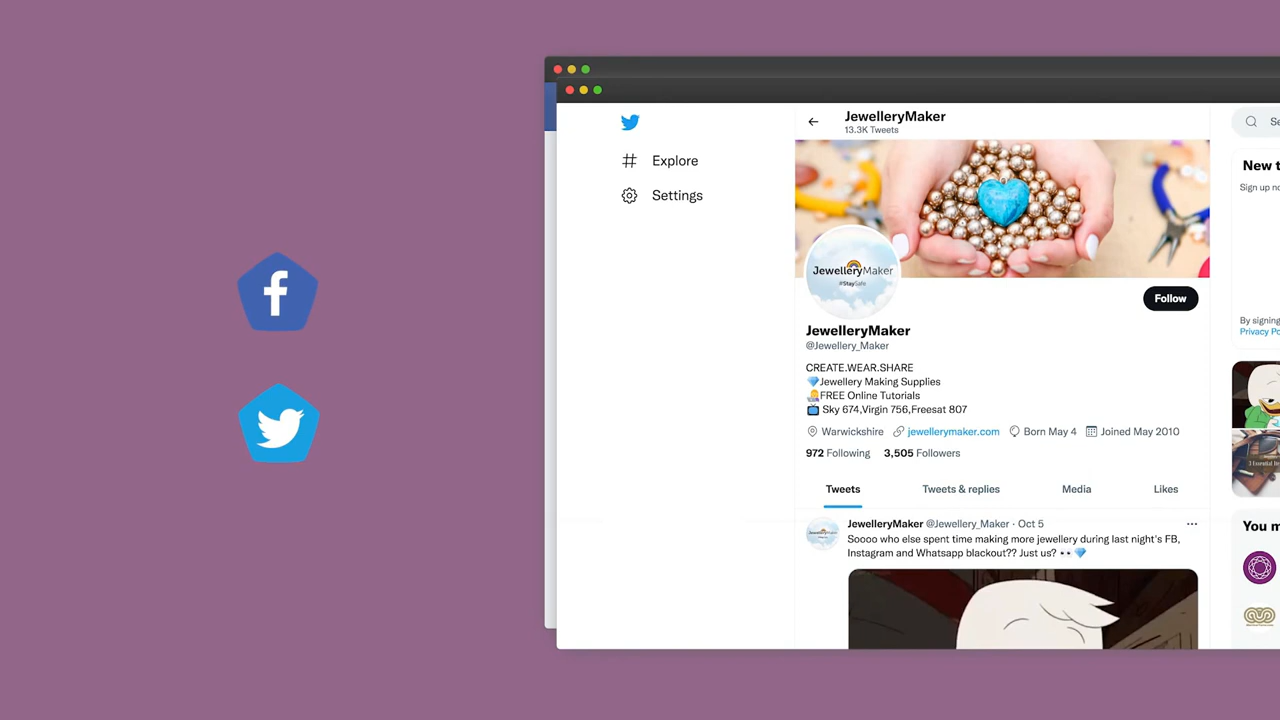 JewelleryMaker
13.3K Tweets
Explore
Settings
JewelleryMaker
#StaySafe
Follow
JewelleryMaker
@Jewellery_Maker
CREATE.WEAR.SHARE
💎Jewellery Making Supplies
FREE Online Tutorials
📺 Sky 674,Virgin 756,Freesat 807
Warwickshire jewellerymaker.com Born May 4 Joined May 2010
972 Following 3,505 Followers
Tweets Tweets & replies Media Likes
JewelleryMaker @Jewellery_Maker · Oct 5
Soooo who else spent time making more jewellery during last night's FB,
Instagram and Whatsapp blackout?? Just us? 👀💎
Se
New t
Sign up no
By signing
Privacy Po
You m